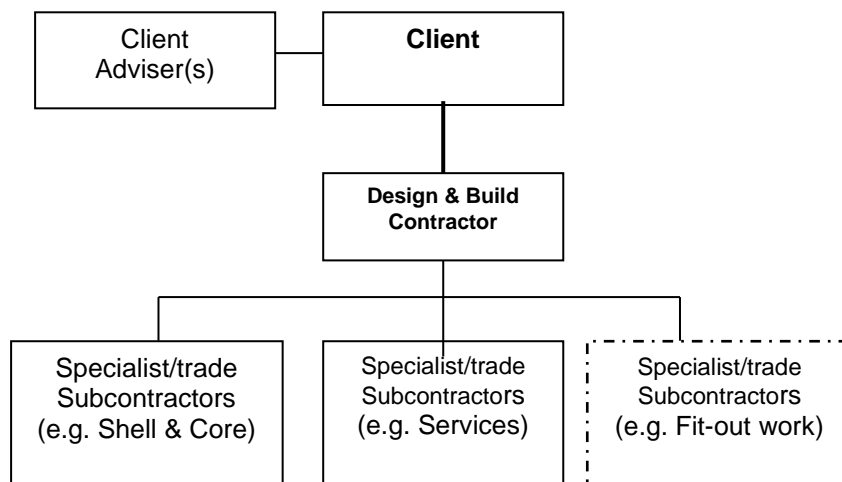 Client
Adviser(s)
Client
Design & Build
Contractor
Specialist/trade
Subcontractors
(e.g. Shell & Core)
Specialist/trade
Subcontractors
(e.g. Services)
Specialist/trade
Subcontractors
(e.g. Fit-out work)